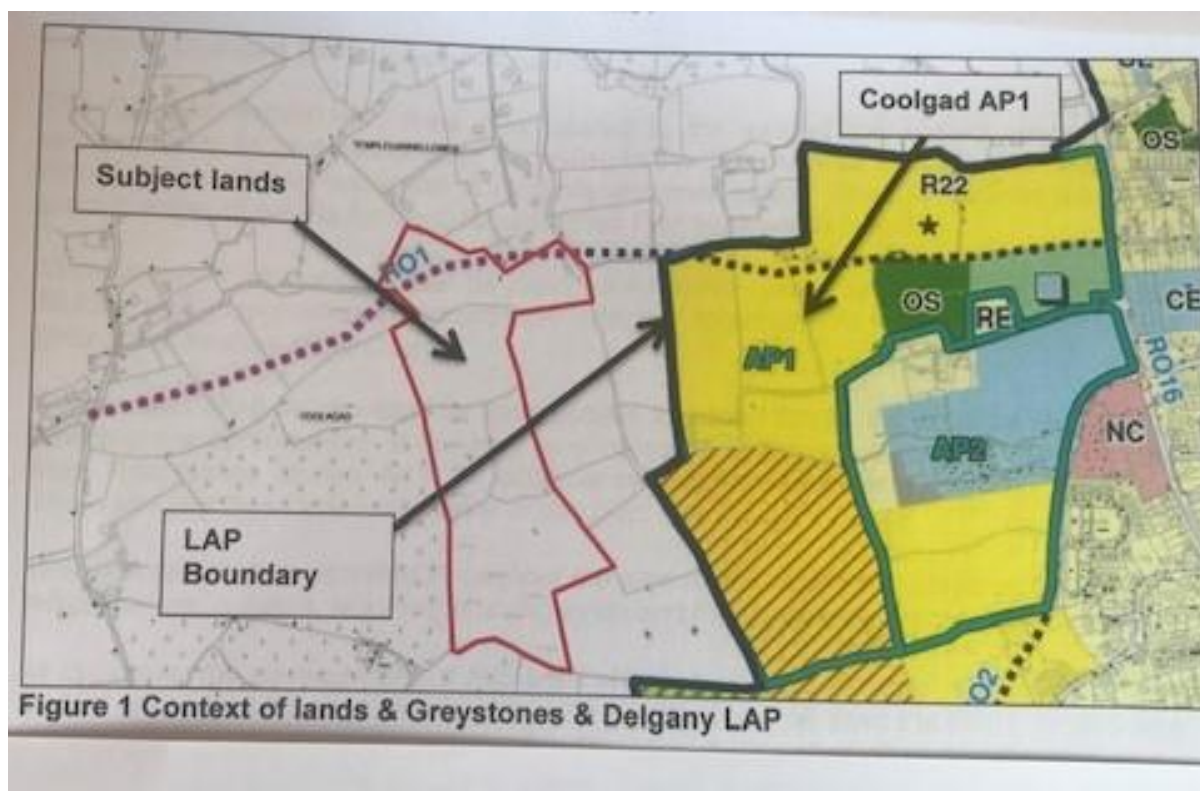 Coolgad AP1
OS
Subject lands
R22
RO1
OS
RE
CE
AP1
RO16
AP2
NC
COOLAGAD
LAP
Boundary
Figure 1 Context of lands & Greystones & Delgany LAP